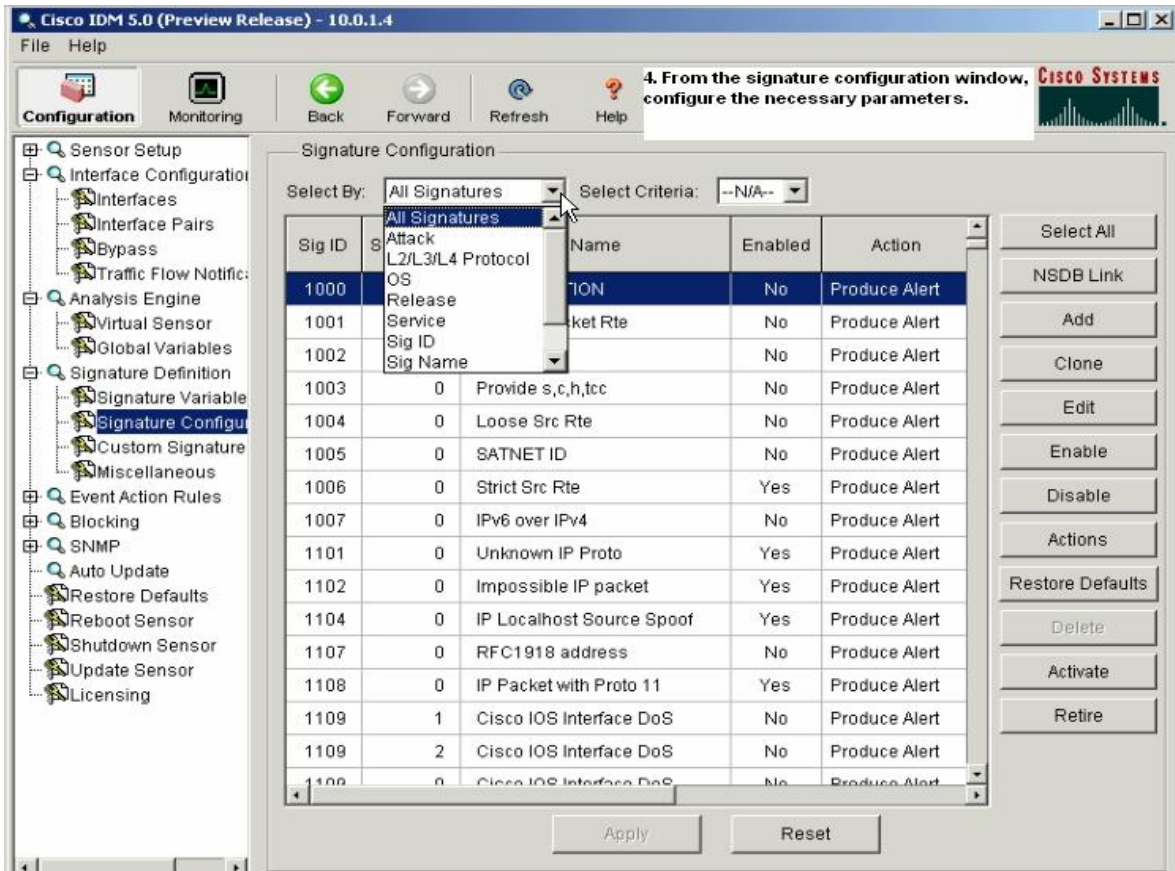 Cisco IDM 5.0 (Preview Release) - 10.0.1.4
File Help
Configuration Monitoring Back Forward Refresh Help
4. From the signature configuration window,
configure the necessary parameters.
CISCO SYSTEMS
Sensor Setup
Interface Configuratio
Interfaces
Interface Pairs
Bypass
Traffic Flow Notific
Analysis Engine
Virtual Sensor
Global Variables
Signature Definition
Signature Variable
Signature Configu
Custom Signature
Miscellaneous
Event Action Rules
Blocking
SNMP
Auto Update
Restore Defaults
Reboot Sensor
Shutdown Sensor
Update Sensor
Licensing
Signature Configuration
Select By: All Signatures Select Criteria: --N/A--
All Signatures
Attack
L2/L3/L4 Protocol
OS
Release
Service
Sig ID
Sig Name
Sig ID S Name Enabled Action
1000 TION No Produce Alert
1001 cket Rte No Produce Alert
1002 No Produce Alert
1003 0 Provide s,c,h,tcc No Produce Alert
1004 0 Loose Src Rte No Produce Alert
1005 0 SATNET ID No Produce Alert
1006 0 Strict Src Rte Yes Produce Alert
1007 0 IPv6 over IPv4 No Produce Alert
1101 0 Unknown IP Proto Yes Produce Alert
1102 0 Impossible IP packet Yes Produce Alert
1104 0 IP Localhost Source Spoof Yes Produce Alert
1107 0 RFC1918 address No Produce Alert
1108 0 IP Packet with Proto 11 Yes Produce Alert
1109 1 Cisco IOS Interface DoS No Produce Alert
1109 2 Cisco IOS Interface DoS No Produce Alert
1109 0 Cisco IOS Interface DoS No Produce Alert
Select All
NSDB Link
Add
Clone
Edit
Enable
Disable
Actions
Restore Defaults
Delete
Activate
Retire
Apply Reset